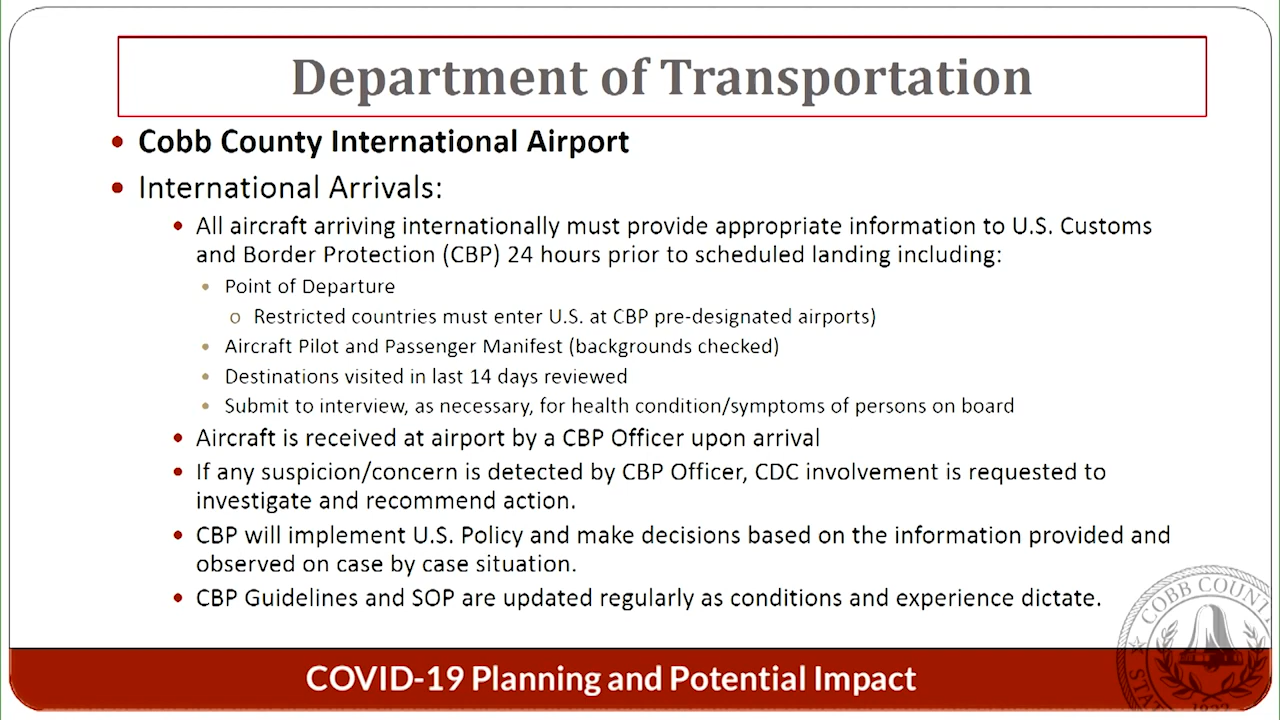 Department of Transportation
• Cobb County International Airport
• International Arrivals:
• All aircraft arriving internationally must provide appropriate information to U.S. Customs
and Border Protection (CBP) 24 hours prior to scheduled landing including:
• Point of Departure
o Restricted countries must enter U.S. at CBP pre-designated airports)
• Aircraft Pilot and Passenger Manifest (backgrounds checked)
• Destinations visited in last 14 days reviewed
• Submit to interview, as necessary, for health condition/symptoms of persons on board
• Aircraft is received at airport by a CBP Officer upon arrival
• If any suspicion/concern is detected by CBP Officer, CDC involvement is requested to
investigate and recommend action.
• CBP will implement U.S. Policy and make decisions based on the information provided and
observed on case by case situation.
• CBP Guidelines and SOP are updated regularly as conditions and experience dictate.
COBB COUNT
STAT
COVID-19 Planning and Potential Impact